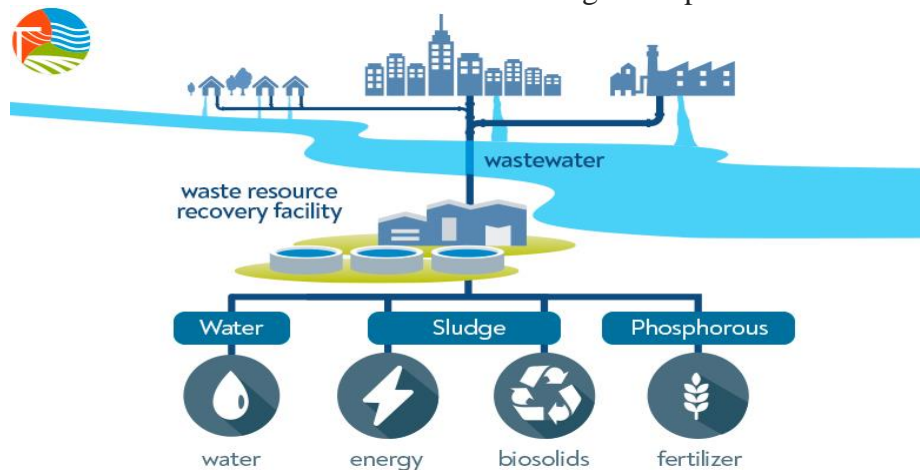 wastewater
waste resource
recovery facility
Water
Sludge
Phosphorous
water
energy
biosolids
fertilizer